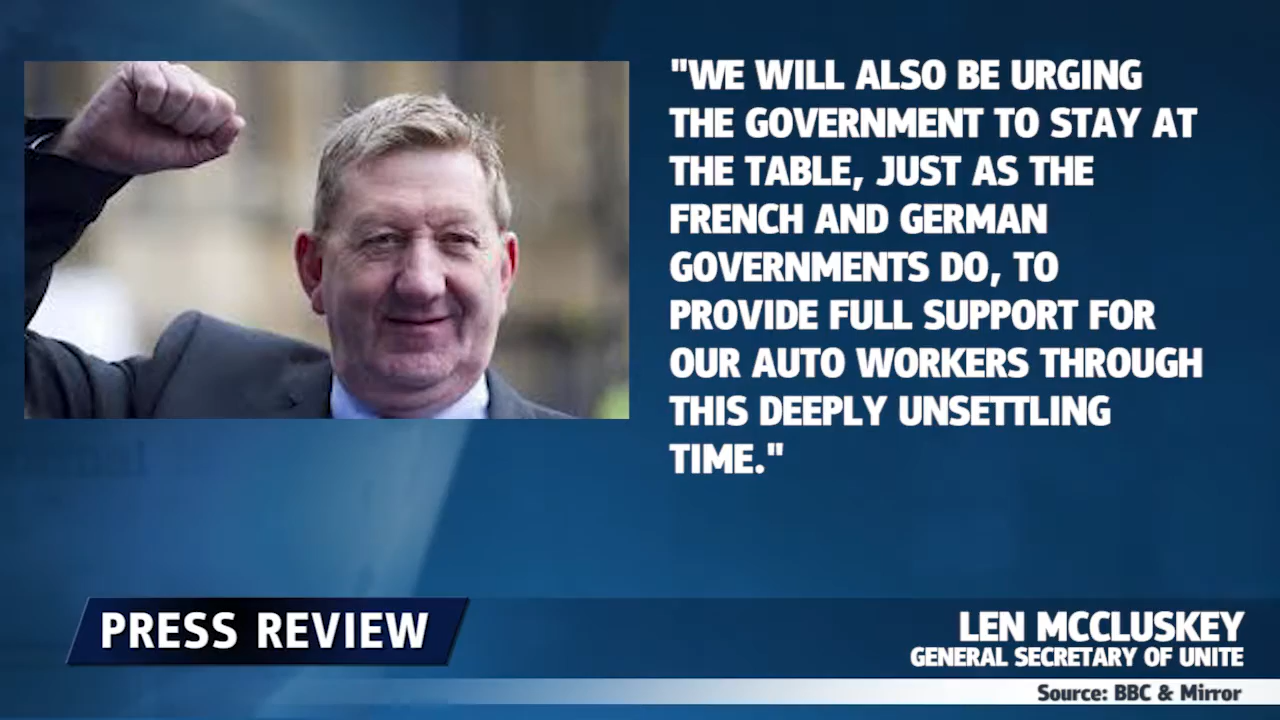 "WE WILL ALSO BE URGING
THE GOVERNMENT TO STAY AT
THE TABLE, JUST AS THE
FRENCH AND GERMAN
GOVERNMENTS DO, TO
PROVIDE FULL SUPPORT FOR
OUR AUTO WORKERS THROUGH
THIS DEEPLY UNSETTLING
TIME."
PRESS REVIEW
LEN MCCLUSKEY
GENERAL SECRETARY OF UNITE
Source: BBC & Mirror